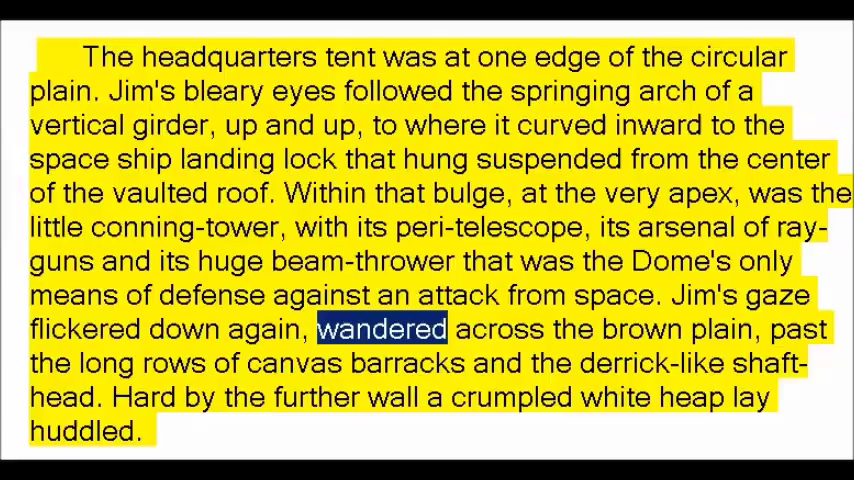 The headquarters tent was at one edge of the circular
plain. Jim's bleary eyes followed the springing arch of a
vertical girder, up and up, to where it curved inward to the
space ship landing lock that hung suspended from the center
of the vaulted roof. Within that bulge, at the very apex, was the
little conning-tower, with its peri-telescope, its arsenal of ray-
guns and its huge beam-thrower that was the Dome's only
means of defense against an attack from space. Jim's gaze
flickered down again, wandered across the brown plain, past
the long rows of canvas barracks and the derrick-like shaft-
head. Hard by the further wall a crumpled white heap lay
huddled.